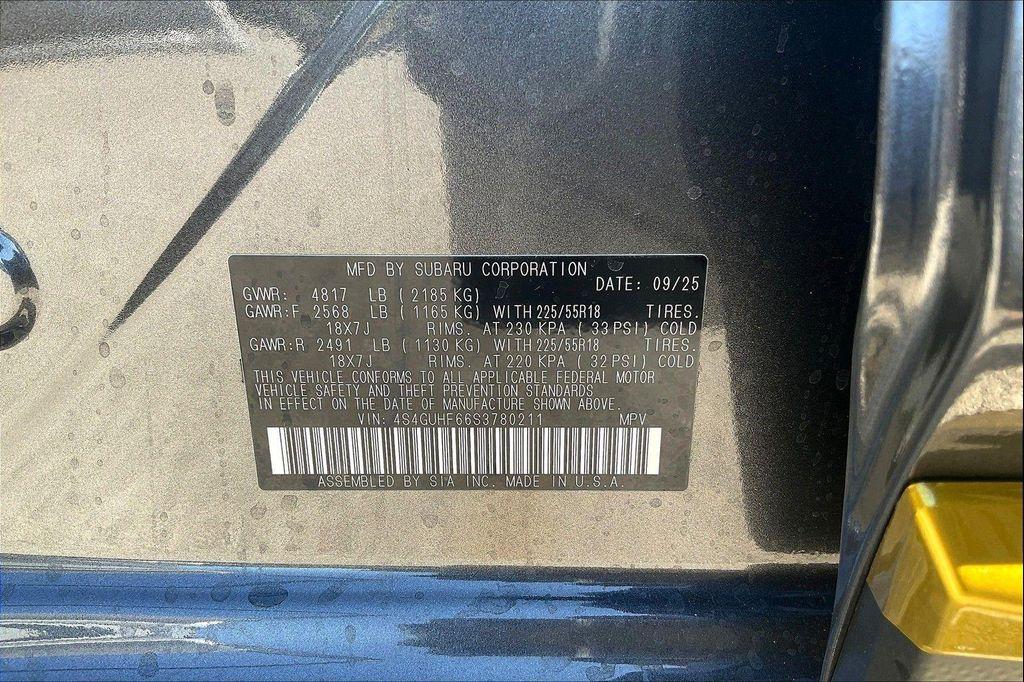 MFD BY SUBARU CORPORATION
DATE: 09/25
GVWR: 4817 LB ( 2185 KG)
GAWR:F 2568 LB ( 1165 KG) WITH 225/55R18 TIRES.
18X7J RIMS. AT 230 KPA ( 33 PSI) COLD
GAWR:R 2491 LB ( 1130 KG) WITH 225/55R18 TIRES.
18X7J RIMS. AT 220 KPA ( 32 PSI) COLD
THIS VEHICLE CONFORMS TO ALL APPLICABLE FEDERAL MOTOR
VEHICLE SAFETY AND THEFT PREVENTION STANDARDS
IN EFFECT ON THE DATE OF MANUFACTURE SHOWN ABOVE.
VIN: 4S4GUHF66S3780211 MPV
ASSEMBLED BY SIA INC. MADE IN U.S.A.